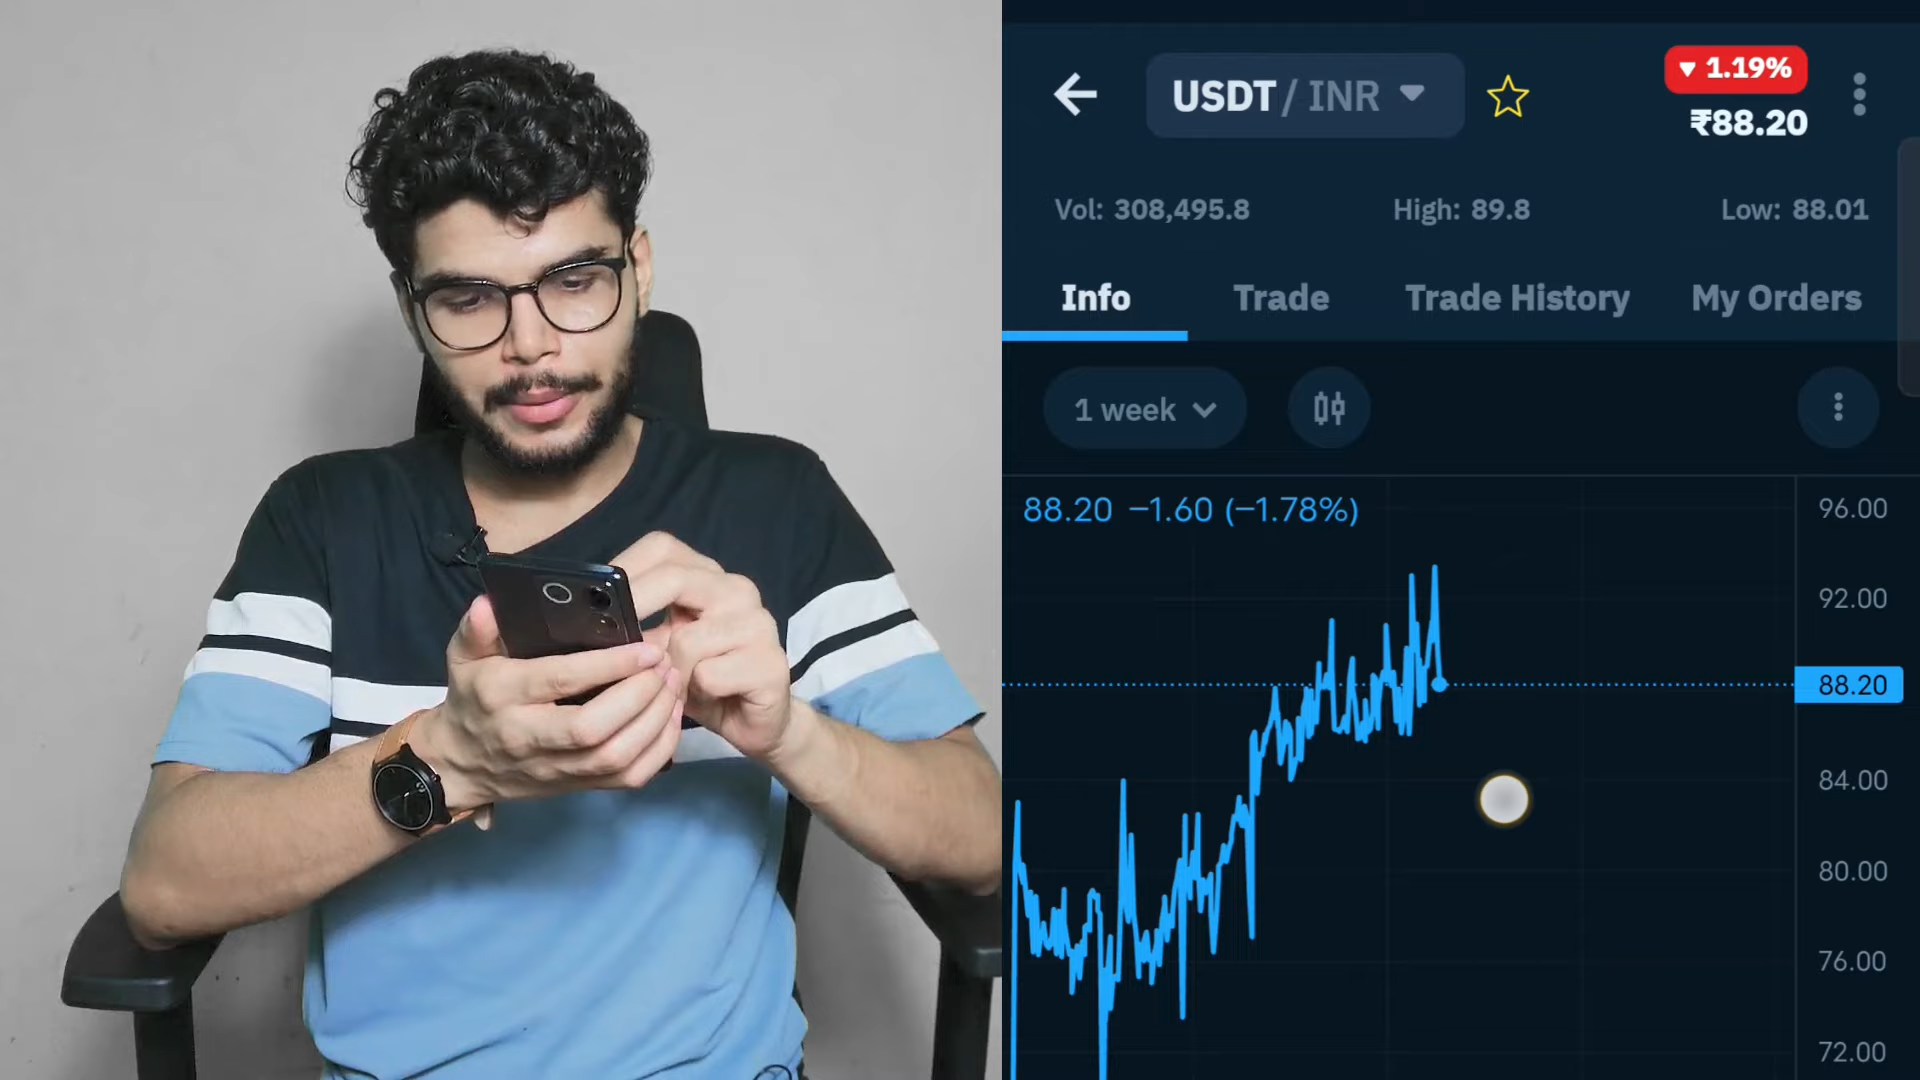 USDT / INR
▼ 1.19%
₹88.20
Vol: 308,495.8 High: 89.8 Low: 88.01
Info Trade Trade History My Orders
1 week
88.20 −1.60 (−1.78%)
96.00
92.00
88.20
84.00
80.00
76.00
72.00